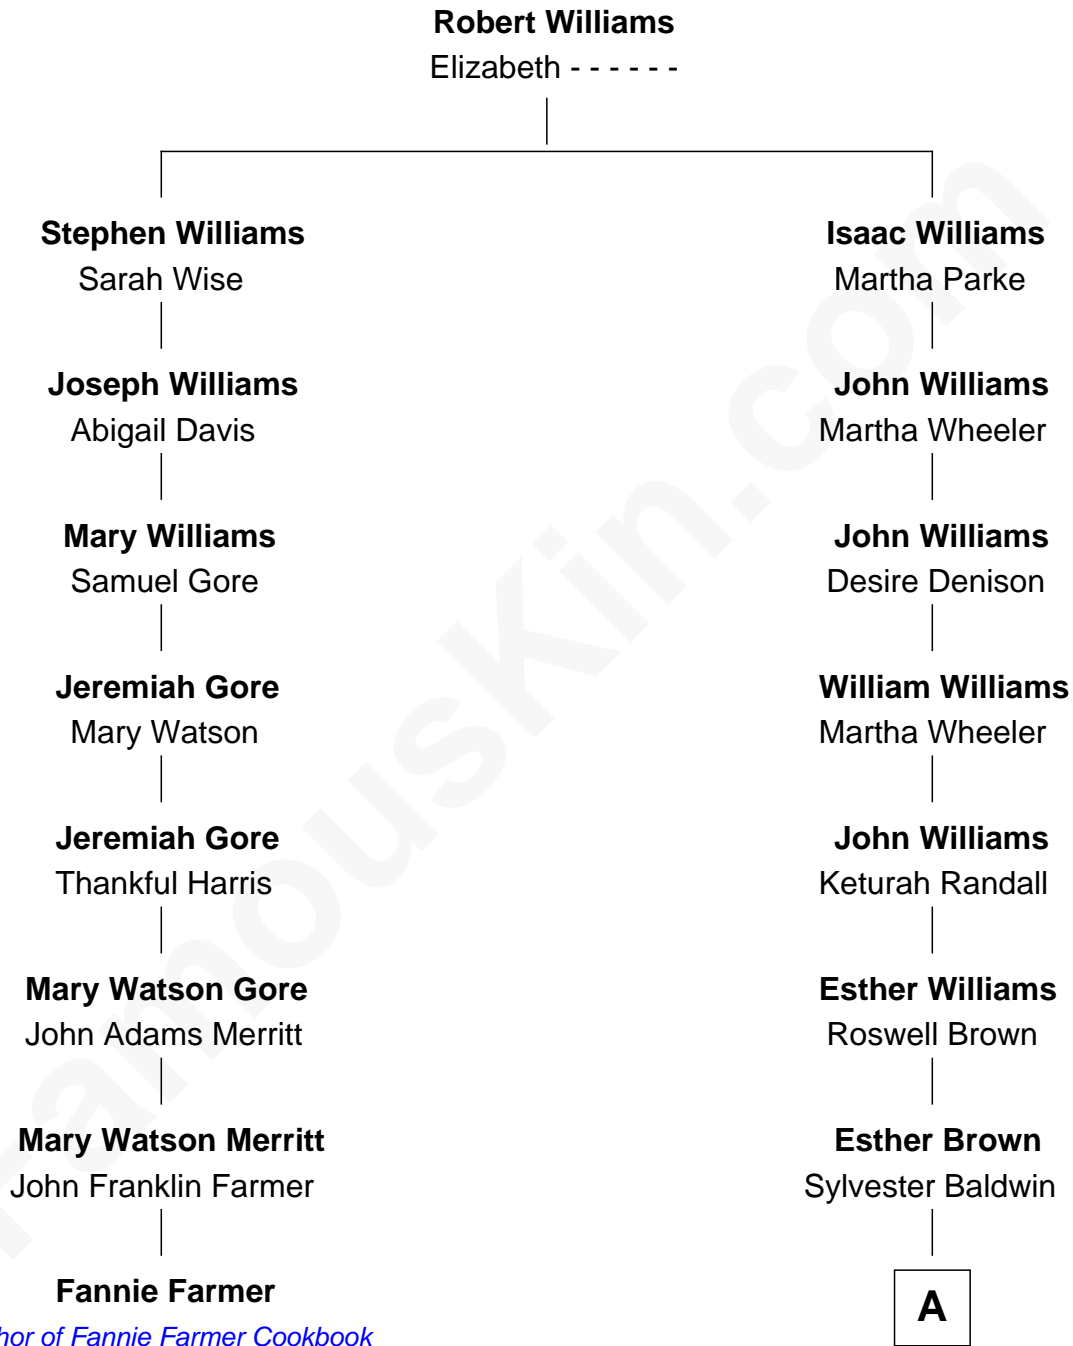 Robert Williams
Elizabeth - - - - - -
Stephen Williams
Sarah Wise
Isaac Williams
Martha Parke
Joseph Williams
Abigail Davis
John Williams
Martha Wheeler
Mary Williams
Samuel Gore
John Williams
Desire Denison
Jeremiah Gore
Mary Watson
William Williams
Martha Wheeler
Jeremiah Gore
Thankful Harris
John Williams
Keturah Randall
Mary Watson Gore
John Adams Merritt
Esther Williams
Roswell Brown
Mary Watson Merritt
John Franklin Farmer
Esther Brown
Sylvester Baldwin
Fannie Farmer
hor of Fannie Farmer Cookbook
A
FamousKin.com